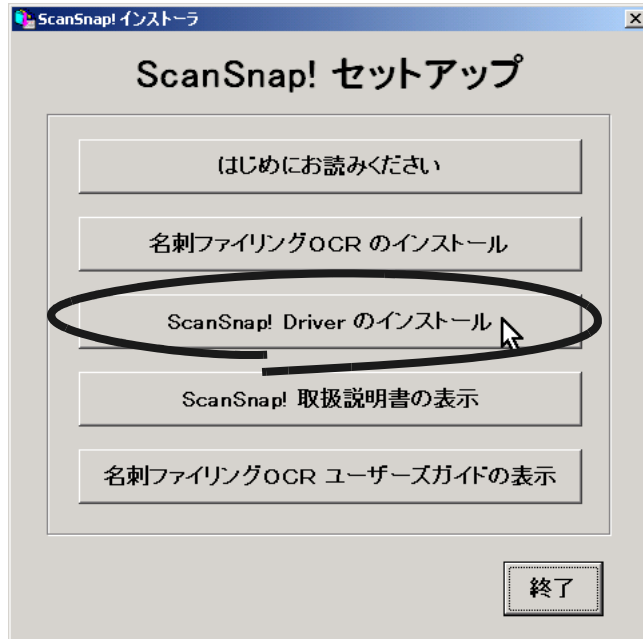 ScanSnap! インストーラ
ScanSnap! セットアップ
はじめにお読みください
名刺ファイリングOCR のインストール
ScanSnap! Driver のインストール
ScanSnap! 取扱説明書の表示
名刺ファイリングOCR ユーザーズガイドの表示
終了